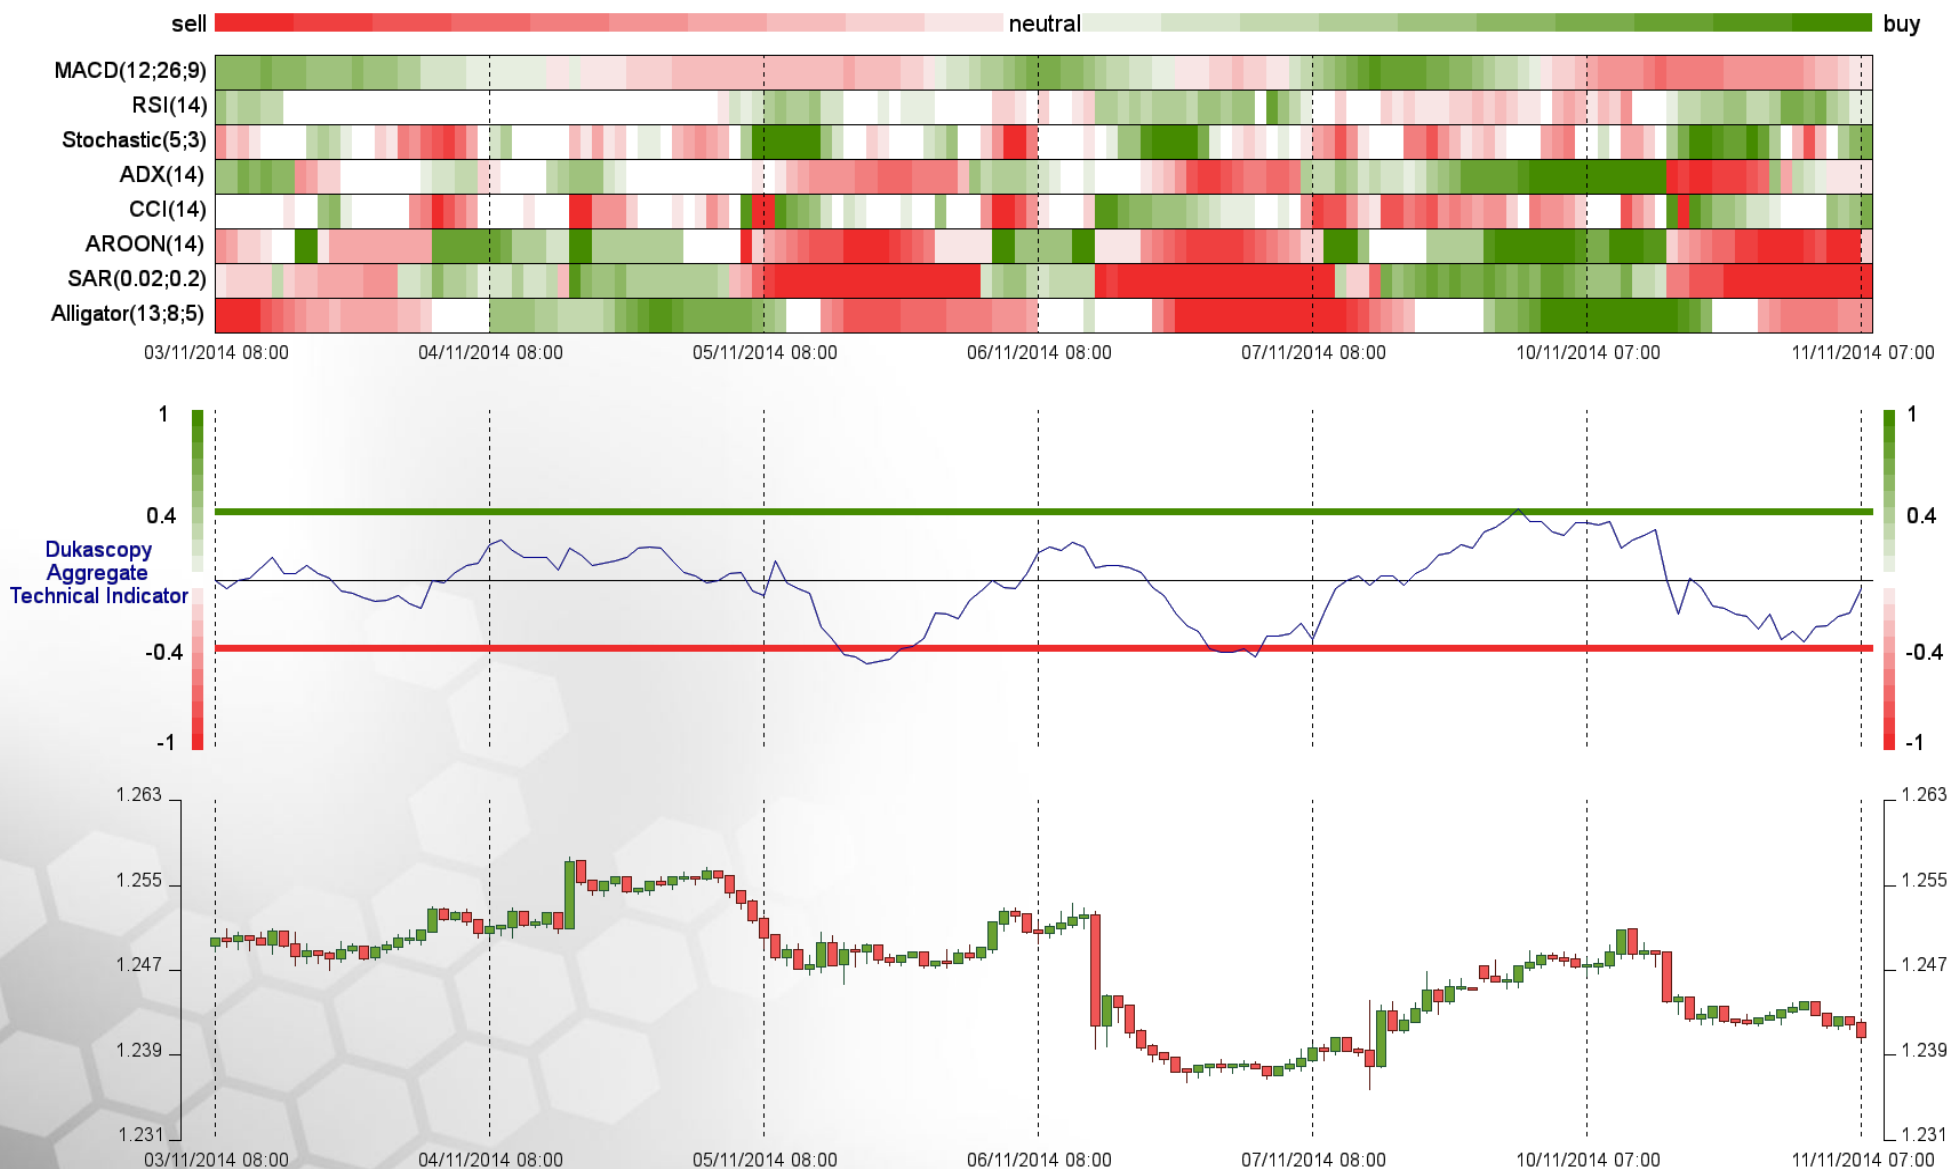 sell neutral buy
MACD(12;26;9)
RSI(14)
Stochastic(5;3)
ADX(14)
CCI(14)
AROON(14)
SAR(0.02;0.2)
Alligator(13;8;5)
03/11/2014 08:00 04/11/2014 08:00 05/11/2014 08:00 06/11/2014 08:00 07/11/2014 08:00 10/11/2014 07:00 11/11/2014 07:00
1 1
0.4 0.4
Dukascopy
Aggregate
Technical Indicator
-0.4 -0.4
-1 -1
1.263 1.263
1.255 1.255
1.247 1.247
1.239 1.239
1.231 1.231
03/11/2014 08:00 04/11/2014 08:00 05/11/2014 08:00 06/11/2014 08:00 07/11/2014 08:00 10/11/2014 07:00 11/11/2014 07:00